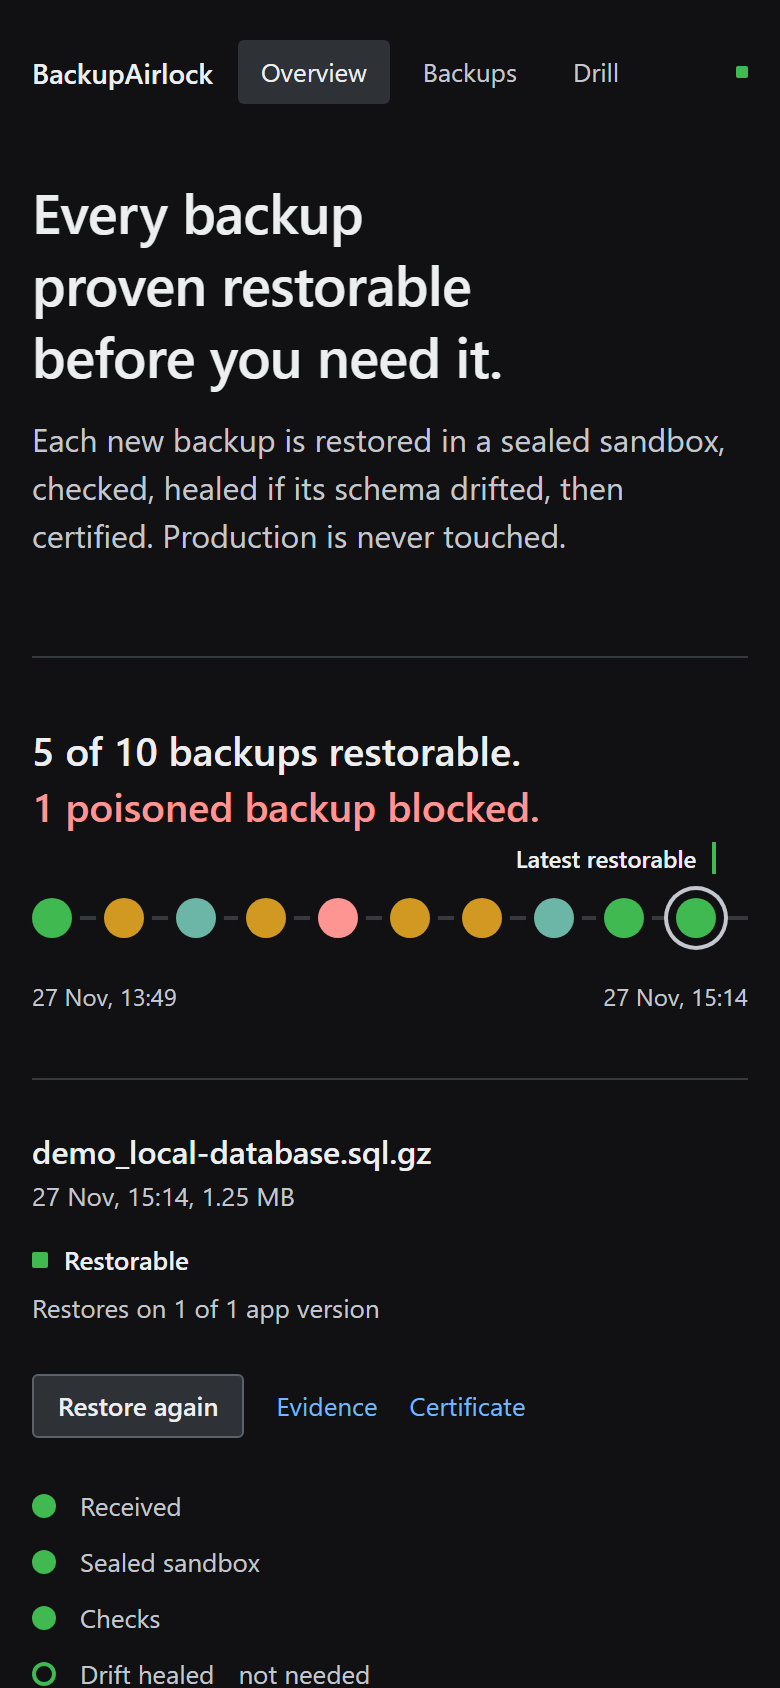 BackupAirlock Overview Backups Drill
Every backup
proven restorable
before you need it.
Each new backup is restored in a sealed sandbox,
checked, healed if its schema drifted, then
certified. Production is never touched.
5 of 10 backups restorable.
1 poisoned backup blocked.
Latest restorable
27 Nov, 13:49 27 Nov, 15:14
demo_local-database.sql.gz
27 Nov, 15:14, 1.25 MB
Restorable
Restores on 1 of 1 app version
Restore again Evidence Certificate
Received
Sealed sandbox
Checks
Drift healed not needed